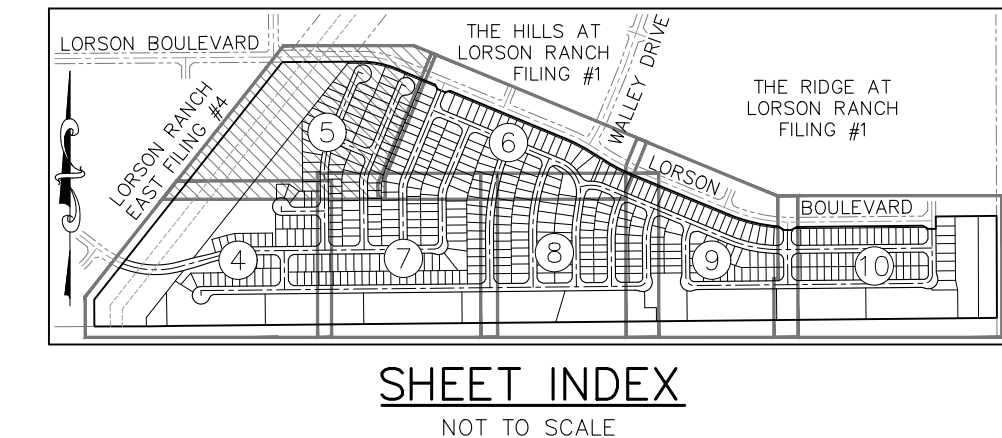 LORSON BOULEVARD
THE HILLS AT
LORSON RANCH
FILING #1
WALLEY DRIVE
THE RIDGE AT
LORSON RANCH
FILING #1
LORSON RANCH
EAST FILING #4
5
6
LORSON
BOULEVARD
4
7
8
9
10
SHEET INDEX
NOT TO SCALE